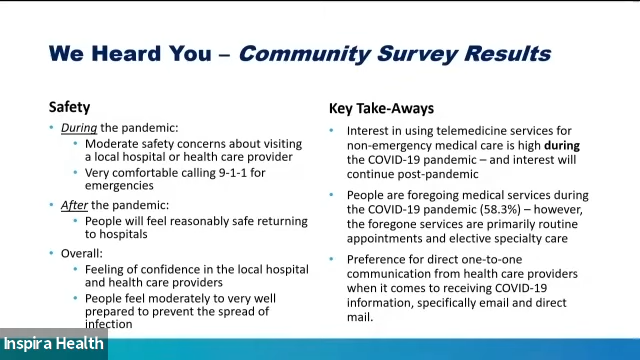 We Heard You – Community Survey Results
Safety
• During the pandemic:
• Moderate safety concerns about visiting
a local hospital or health care provider
• Very comfortable calling 9-1-1 for
emergencies
• After the pandemic:
• People will feel reasonably safe returning
to hospitals
• Overall:
• Feeling of confidence in the local hospital
and health care providers
• People feel moderately to very well
prepared to prevent the spread of
infection
Key Take-Aways
• Interest in using telemedicine services for
non-emergency medical care is high during
the COVID-19 pandemic – and interest will
continue post-pandemic
• People are foregoing medical services during
the COVID-19 pandemic (58.3%) – however,
the foregone services are primarily routine
appointments and elective specialty care
• Preference for direct one-to-one
communication from health care providers
when it comes to receiving COVID-19
information, specifically email and direct
mail.
Inspira Health